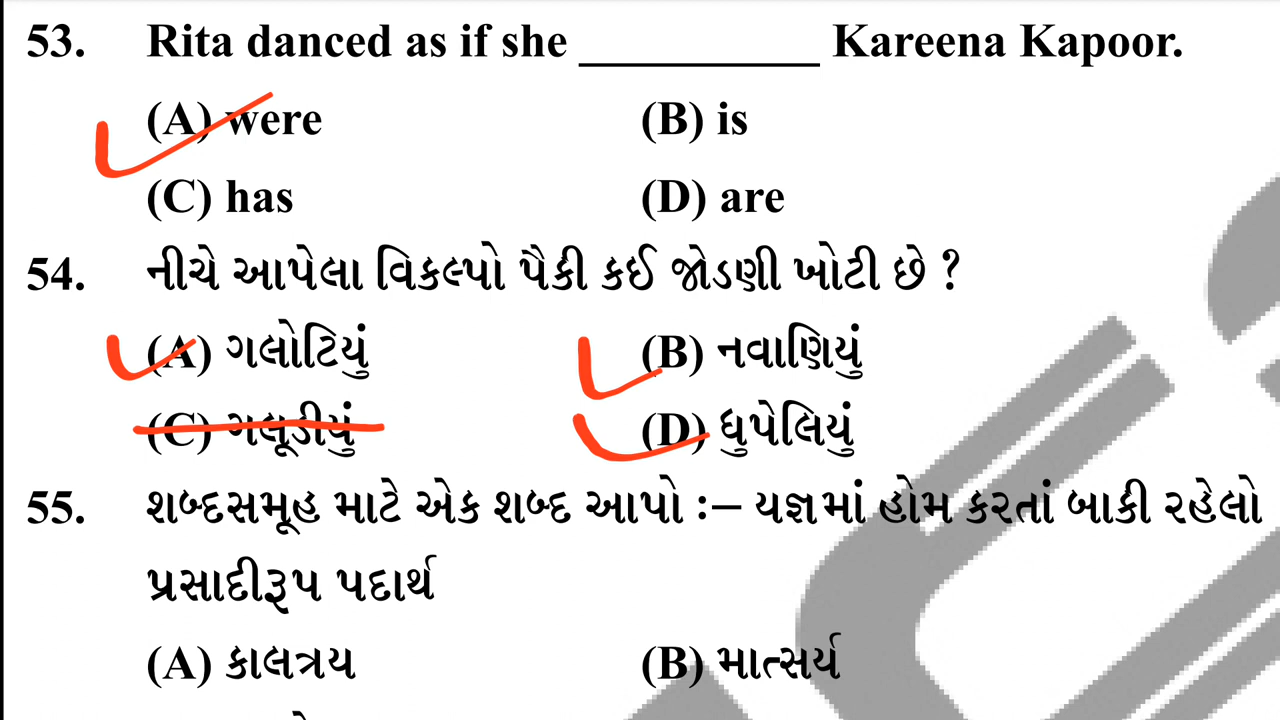 53. Rita danced as if she __________ Kareena Kapoor.
(A) were (B) is
(C) has (D) are
54. નીચે આપેલા વિકલ્પો પૈકી કઈ જોડણી ખોટી છે ?
(A) ગલોટિયું (B) નવાણિયું
(C) ગલૂડીયું (D) ધુપેલિયું
55. શબ્દસમૂહ માટે એક શબ્દ આપો :– યજ્ઞમાં હોમ કરતાં બાકી રહેલો
પ્રસાદીરૂપ પદાર્થ
(A) કાલત્રય (B) માત્સર્ય